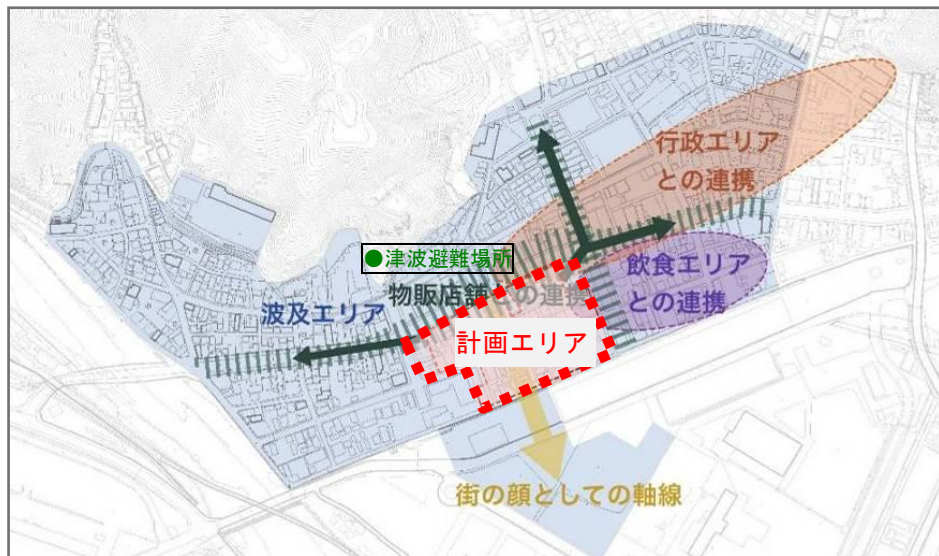 行政エリア
との連携
●津波避難場所
飲食エリア
との連携
物販店舗との連携
波及エリア
計画エリア
街の顔としての軸線